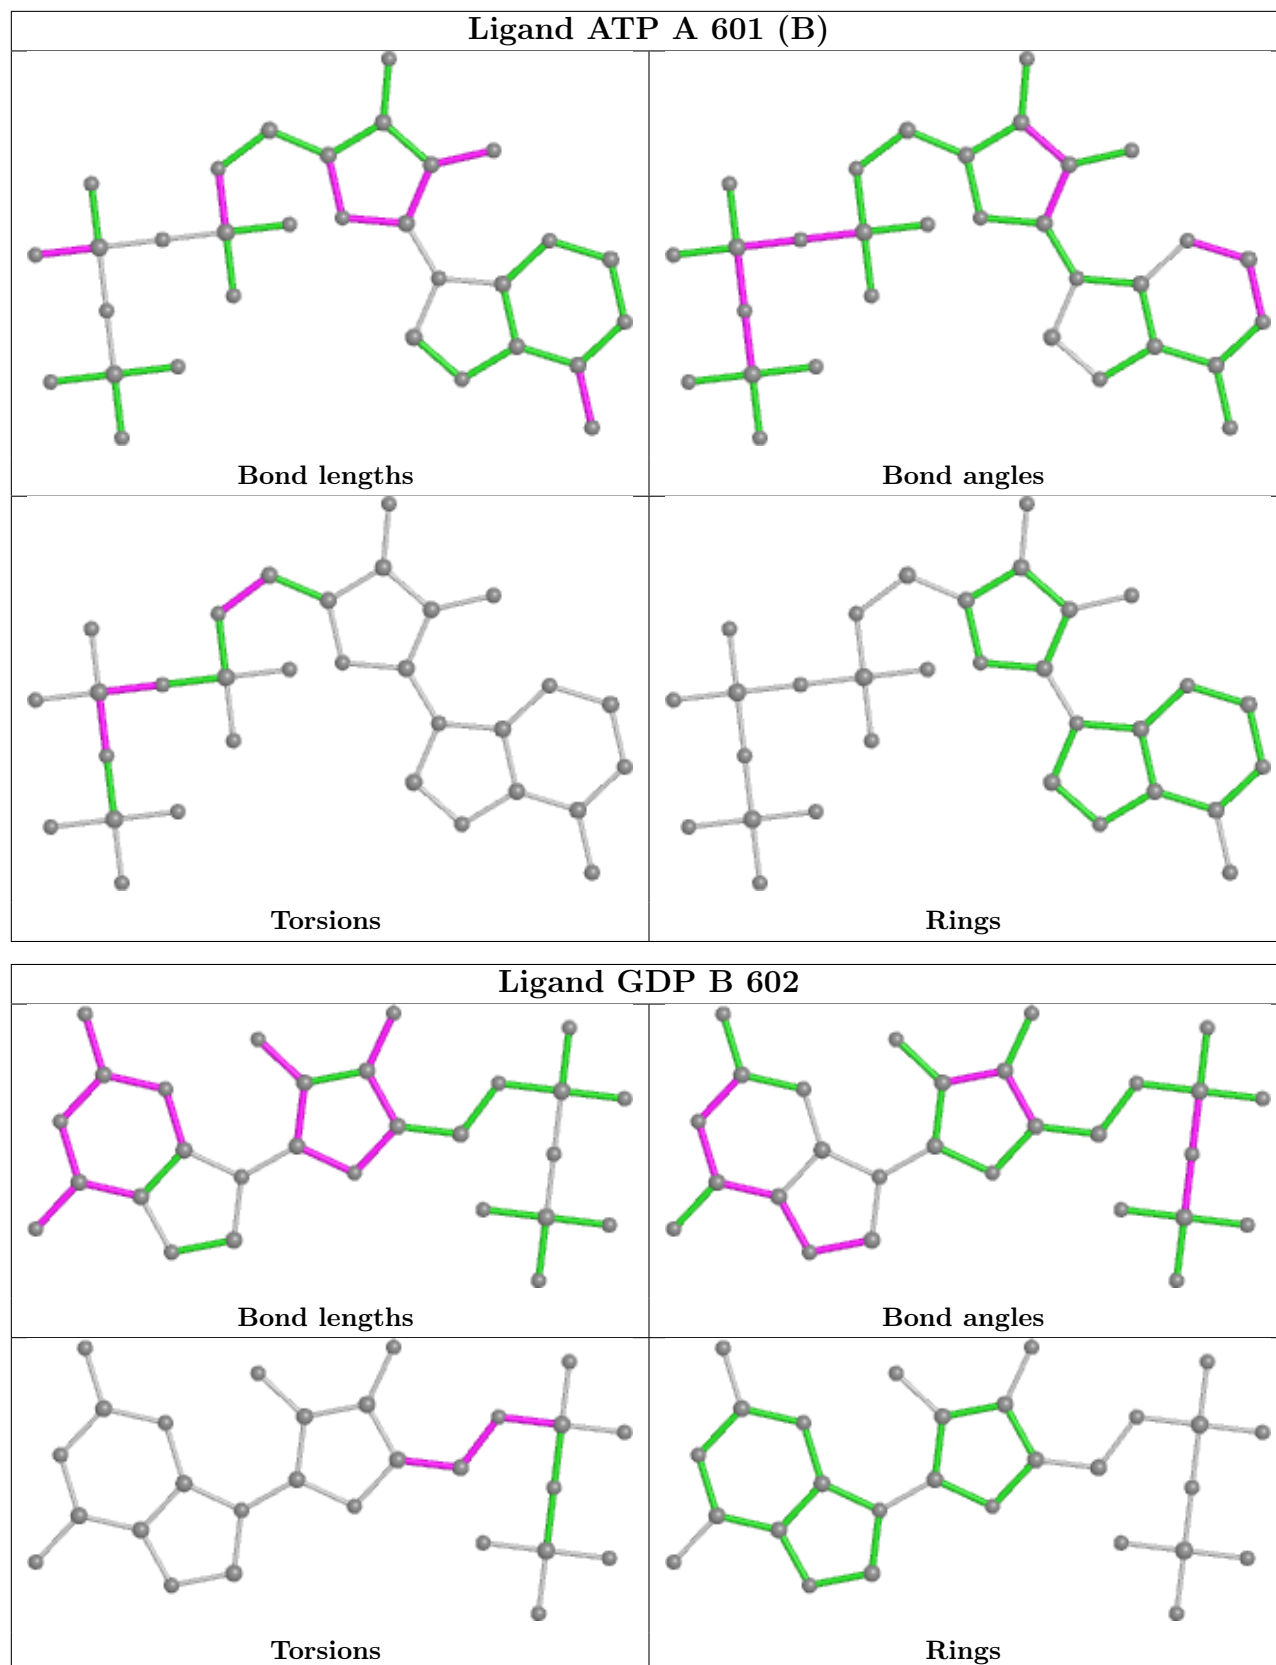 Ligand ATP A 601 (B)
Bond lengths
Bond angles
Torsions
Rings
Ligand GDP B 602
Bond lengths
Bond angles
Torsions
Rings